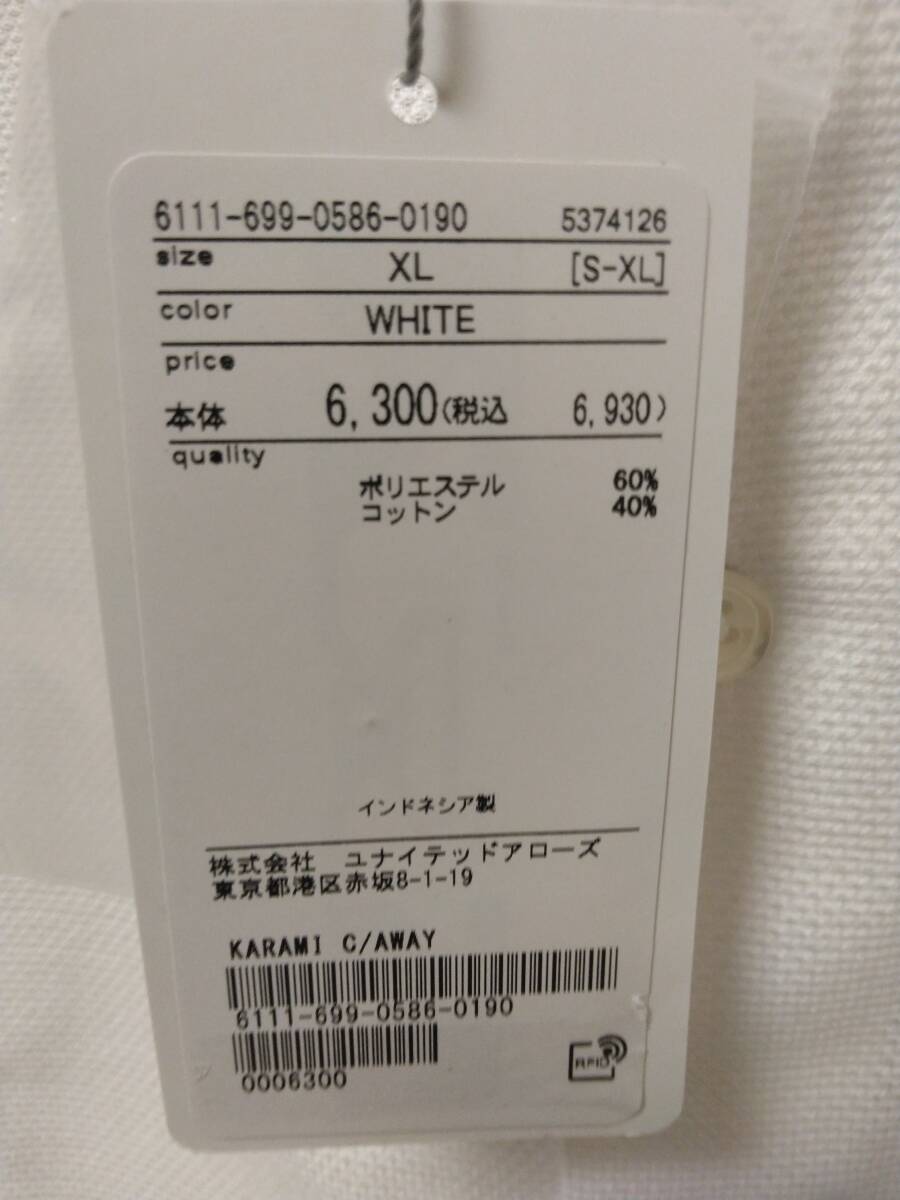 6111-699-0586-0190 5374126
size XL [S-XL]
color WHITE
price
本体 6,300(税込 6,930)
quality
ポリエステル 60%
コットン 40%
インドネシア製
株式会社 ユナイテッドアローズ
東京都港区赤坂8-1-19
KARAMI C/AWAY
6111-699-0586-0190
0006300
RFID